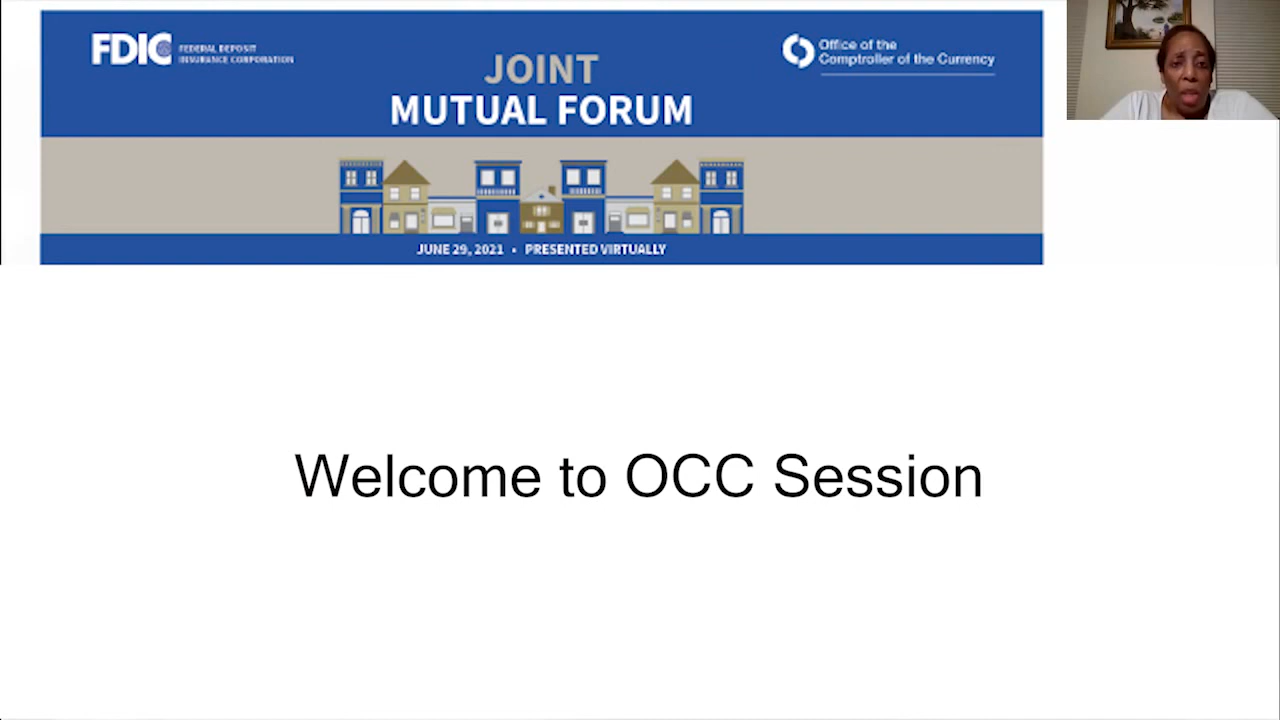 FDIC
FEDERAL DEPOSIT
INSURANCE CORPORATION
Office of the
Comptroller of the Currency
JOINT
MUTUAL FORUM
JUNE 29, 2021 • PRESENTED VIRTUALLY
Welcome to OCC Session